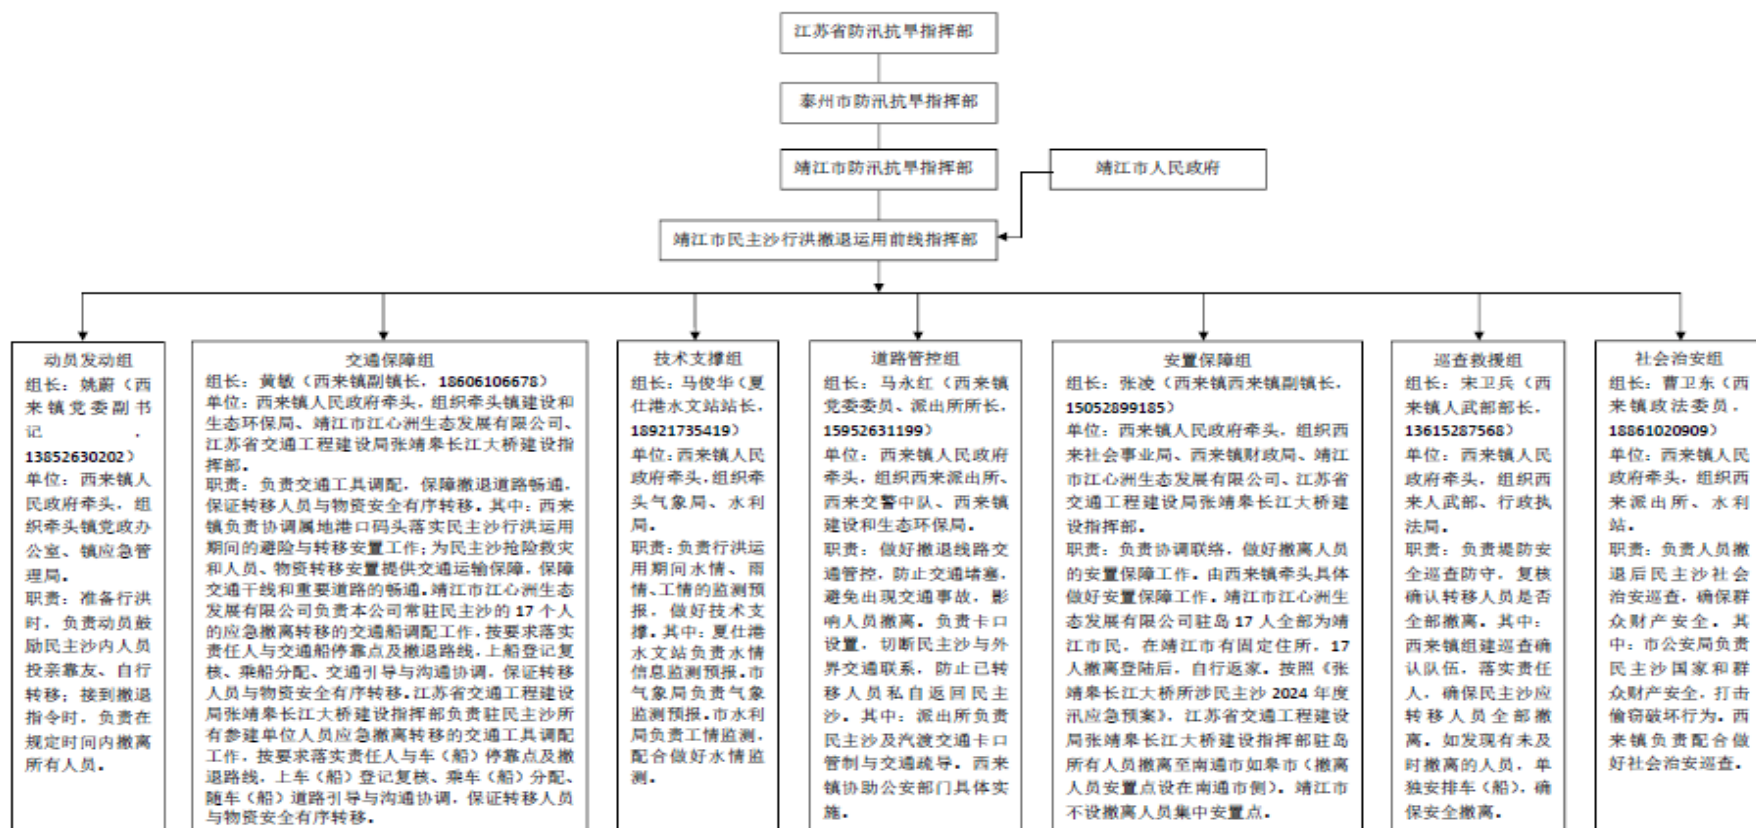 江苏省防汛抗旱指挥部
泰州市防汛抗旱指挥部
靖江市防汛抗旱指挥部
靖江市人民政府
靖江市民主沙行洪撤退运用前线指挥部
动员发动组
组长：姚蔚（西
来镇党委副书
记，
13852630202）
单位：西来镇人
民政府牵头，组
织牵头镇党政办
公室、镇应急管
理局。
职责：准备行洪
时，负责动员鼓
励民主沙内人员
投亲靠友、自行
转移；接到撤退
指令时，负责在
规定时间内撤离
所有人员。
交通保障组
组长：黄敏（西来镇副镇长，18606106678）
单位：西来镇人民政府牵头，组织牵头镇建设和
生态环保局、靖江市江心洲生态发展有限公司、
江苏省交通工程建设局张靖皋长江大桥建设指
挥部。
职责：负责交通工具调配，保障撤退道路畅通，
保证转移人员与物资安全有序转移。其中：西来
镇负责协调属地港口码头落实民主沙行洪运用
期间的避险与转移安置工作；为民主沙抢险救灾
和人员、物资转移安置提供交通运输保障，保障
交通干线和重要道路的畅通。靖江市江心洲生态
发展有限公司负责本公司常驻民主沙的 17 个人
的应急撤离转移的交通船调配工作，按要求落实
责任人与交通船停靠点及撤退路线，上船登记复
核、乘船分配、交通引导与沟通协调，保证转移
人员与物资安全有序转移。江苏省交通工程建设
局张靖皋长江大桥建设指挥部负责驻民主沙所
有参建单位人员应急撤离转移的交通工具调配
工作，按要求落实责任人与车（船）停靠点及撤
退路线，上车（船）登记复核、乘车（船）分配、
随车（船）道路引导与沟通协调，保证转移人员
与物资安全有序转移。
技术支撑组
组长：马俊华（夏
仕港水文站站长，
18921735419）
单位：西来镇人民
政府牵头，组织牵
头气象局、水利
局。
职责：负责行洪运
用期间水情、雨
情、工情的监测预
报，做好技术支
撑。其中：夏仕港
水文站负责水情
信息监测预报。市
气象局负责气象
监测预报。市水利
局负责工情监测，
配合做好水情监
测。
道路管控组
组长：马永红（西来镇
党委委员、派出所所长，
15952631199）
单位：西来镇人民政府
牵头，组织西来派出所、
西来交警中队、西来镇
建设和生态环保局。
职责：做好撤退线路交
通管控，防止交通堵塞，
避免出现交通事故，影
响人员撤离。负责卡口
设置，切断民主沙与外
界交通联系，防止已转
移人员私自返回民主
沙。其中：派出所负责
民主沙及汽渡交通卡口
管制与交通疏导。西来
镇协助公安部门具体实
施。
安置保障组
组长：张凌（西来镇西来镇副镇长，
15052899185）
单位：西来镇人民政府牵头，组织西
来社会事业局、西来镇财政局、靖江
市江心洲生态发展有限公司、江苏省
交通工程建设局张靖皋长江大桥建
设指挥部。
职责：负责协调联络，做好撤离人员
的安置保障工作。由西来镇牵头具体
做好安置保障工作。靖江市江心洲生
态发展有限公司驻岛 17 人全部为靖
江市民，在靖江市有固定住所，17
人撤离登陆后，自行返家。按照《张
靖皋长江大桥所涉民主沙 2024 年度
汛应急预案》，江苏省交通工程建设
局张靖皋长江大桥建设指挥部驻岛
所有人员撤离至南通市如皋市（撤离
人员安置点设在南通市侧）。靖江市
不设撤离人员集中安置点。
巡查救援组
组长：宋卫兵（西
来镇人武部部长，
13615287568）
单位：西来镇人民
政府牵头，组织西
来人武部、行政执
法局。
职责：负责堤防安
全巡查防守，复核
确认转移人员是否
全部撤离。其中：
西来镇组建巡查确
认队伍，落实责任
人，确保民主沙应
转移人员全部撤
离。如发现有未及
时撤离的人员，单
独安排车（船），确
保安全撤离。
社会治安组
组长：曹卫东（西
来镇政法委员，
18861020909）
单位：西来镇人民
政府牵头，组织西
来派出所、水利
站。
职责：负责人员撤
退后民主沙社会
治安巡查，确保群
众财产安全。其
中：市公安局负责
民主沙国家和群
众财产安全，打击
偷窃破坏行为。西
来镇负责配合做
好社会治安巡查。